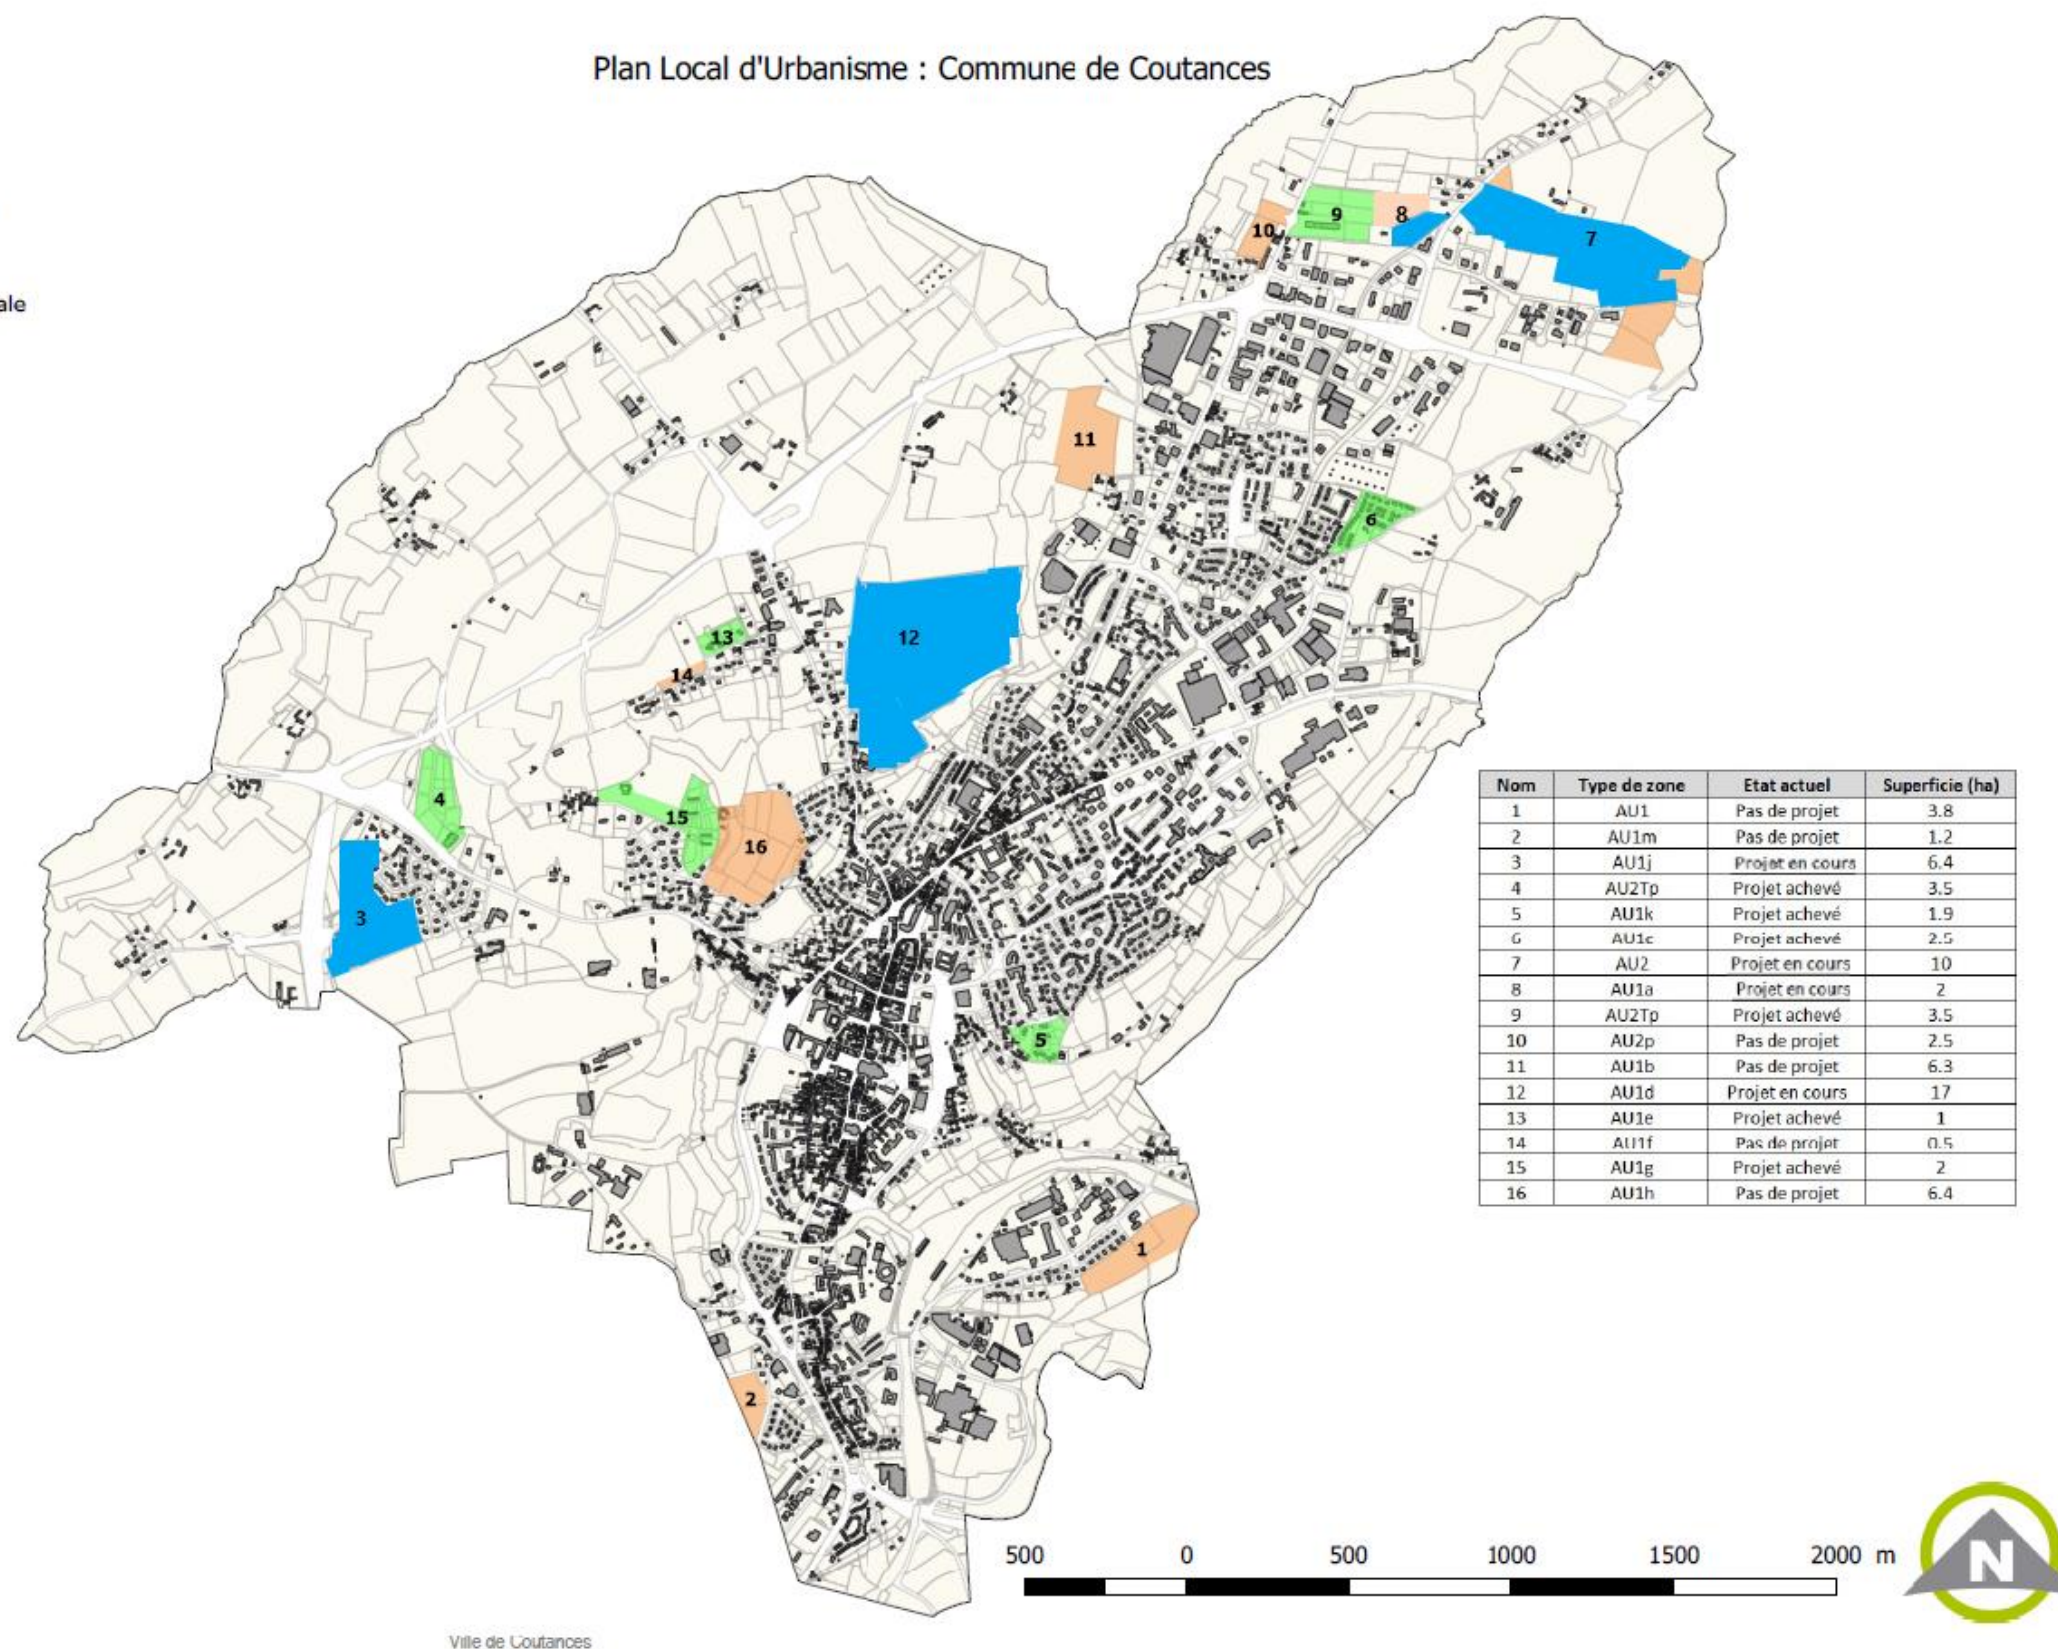 Plan Local d'Urbanisme : Commune de Coutances
ale
9
8
10
7
11
6
12
13
14
4
15
16
3
5
1
2
Nom Type de zone Etat actuel Superficie (ha)
1 AU1 Pas de projet 3.8
2 AU1m Pas de projet 1.2
3 AU1j Projet en cours 6.4
4 AU2Tp Projet achevé 3.5
5 AU1k Projet achevé 1.9
6 AU1c Projet achevé 2.5
7 AU2 Projet en cours 10
8 AU1a Projet en cours 2
9 AU2Tp Projet achevé 3.5
10 AU2p Pas de projet 2.5
11 AU1b Pas de projet 6.3
12 AU1d Projet en cours 17
13 AU1e Projet achevé 1
14 AU1f Pas de projet 0.5
15 AU1g Projet achevé 2
16 AU1h Pas de projet 6.4
500 0 500 1000 1500 2000 m
N
Ville de Coutances